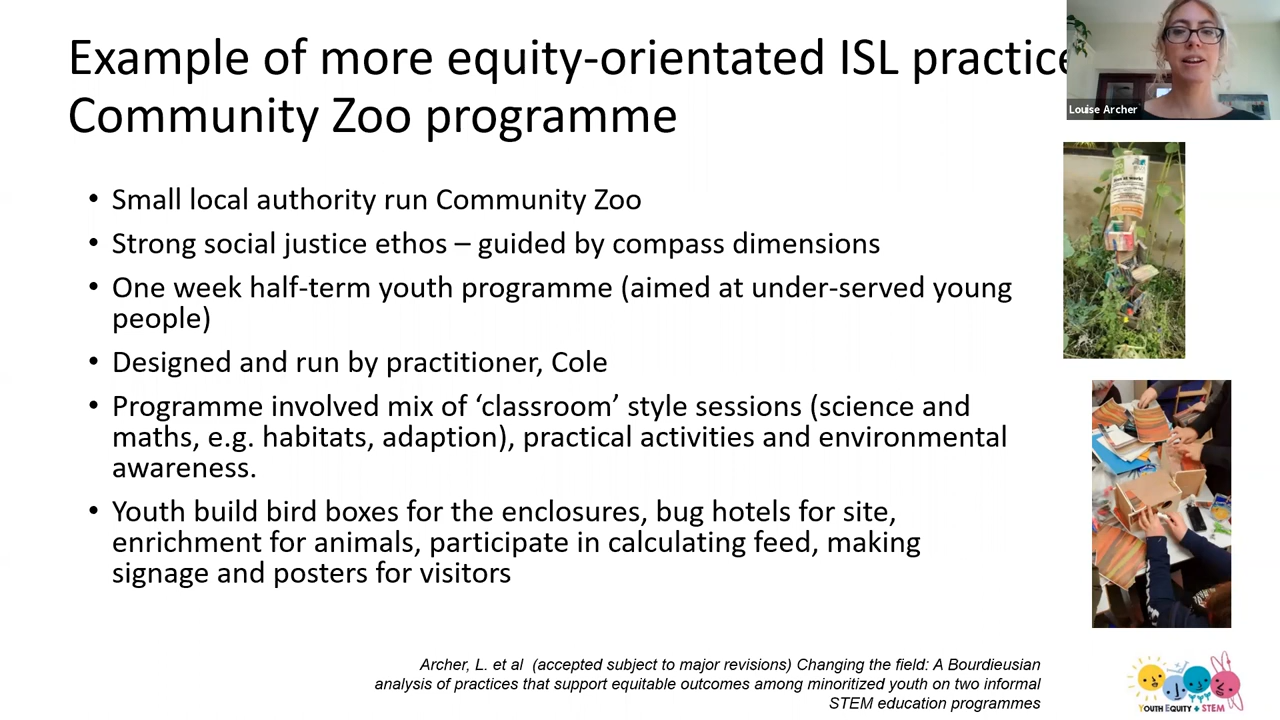 Example of more equity-orientated ISL practice
Community Zoo programme
Louise Archer
• Small local authority run Community Zoo
• Strong social justice ethos – guided by compass dimensions
• One week half-term youth programme (aimed at under-served young
people)
• Designed and run by practitioner, Cole
• Programme involved mix of ‘classroom’ style sessions (science and
maths, e.g. habitats, adaption), practical activities and environmental
awareness.
• Youth build bird boxes for the enclosures, bug hotels for site,
enrichment for animals, participate in calculating feed, making
signage and posters for visitors
Archer, L. et al (accepted subject to major revisions) Changing the field: A Bourdieusian
analysis of practices that support equitable outcomes among minoritized youth on two informal
STEM education programmes
YOUTH EQUITY + STEM